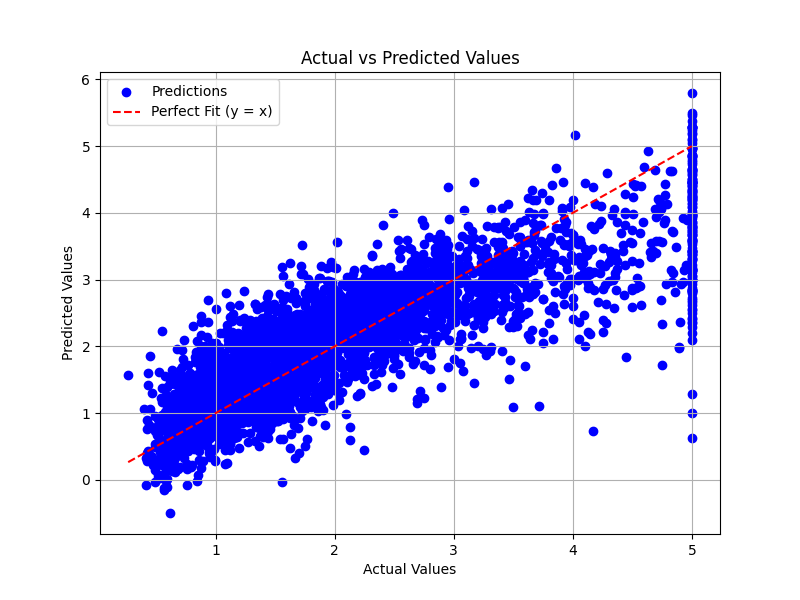 Actual vs Predicted Values
Predictions
Perfect Fit (y = x)
6
5
4
3
2
1
0
Predicted Values
1 2 3 4 5
Actual Values